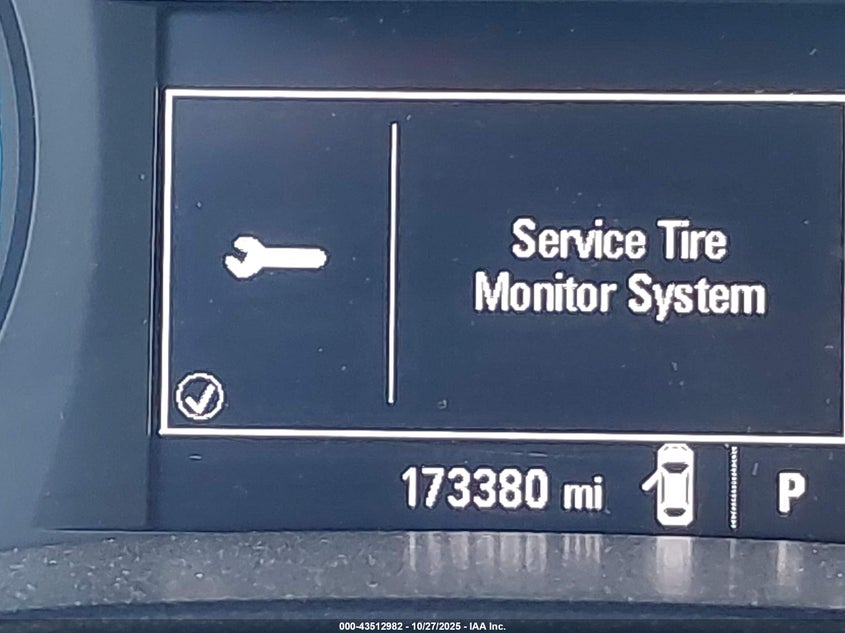 Service Tire
Monitor System
173380 mi
P
000-43512982 - 10/27/2025 - IAA Inc.